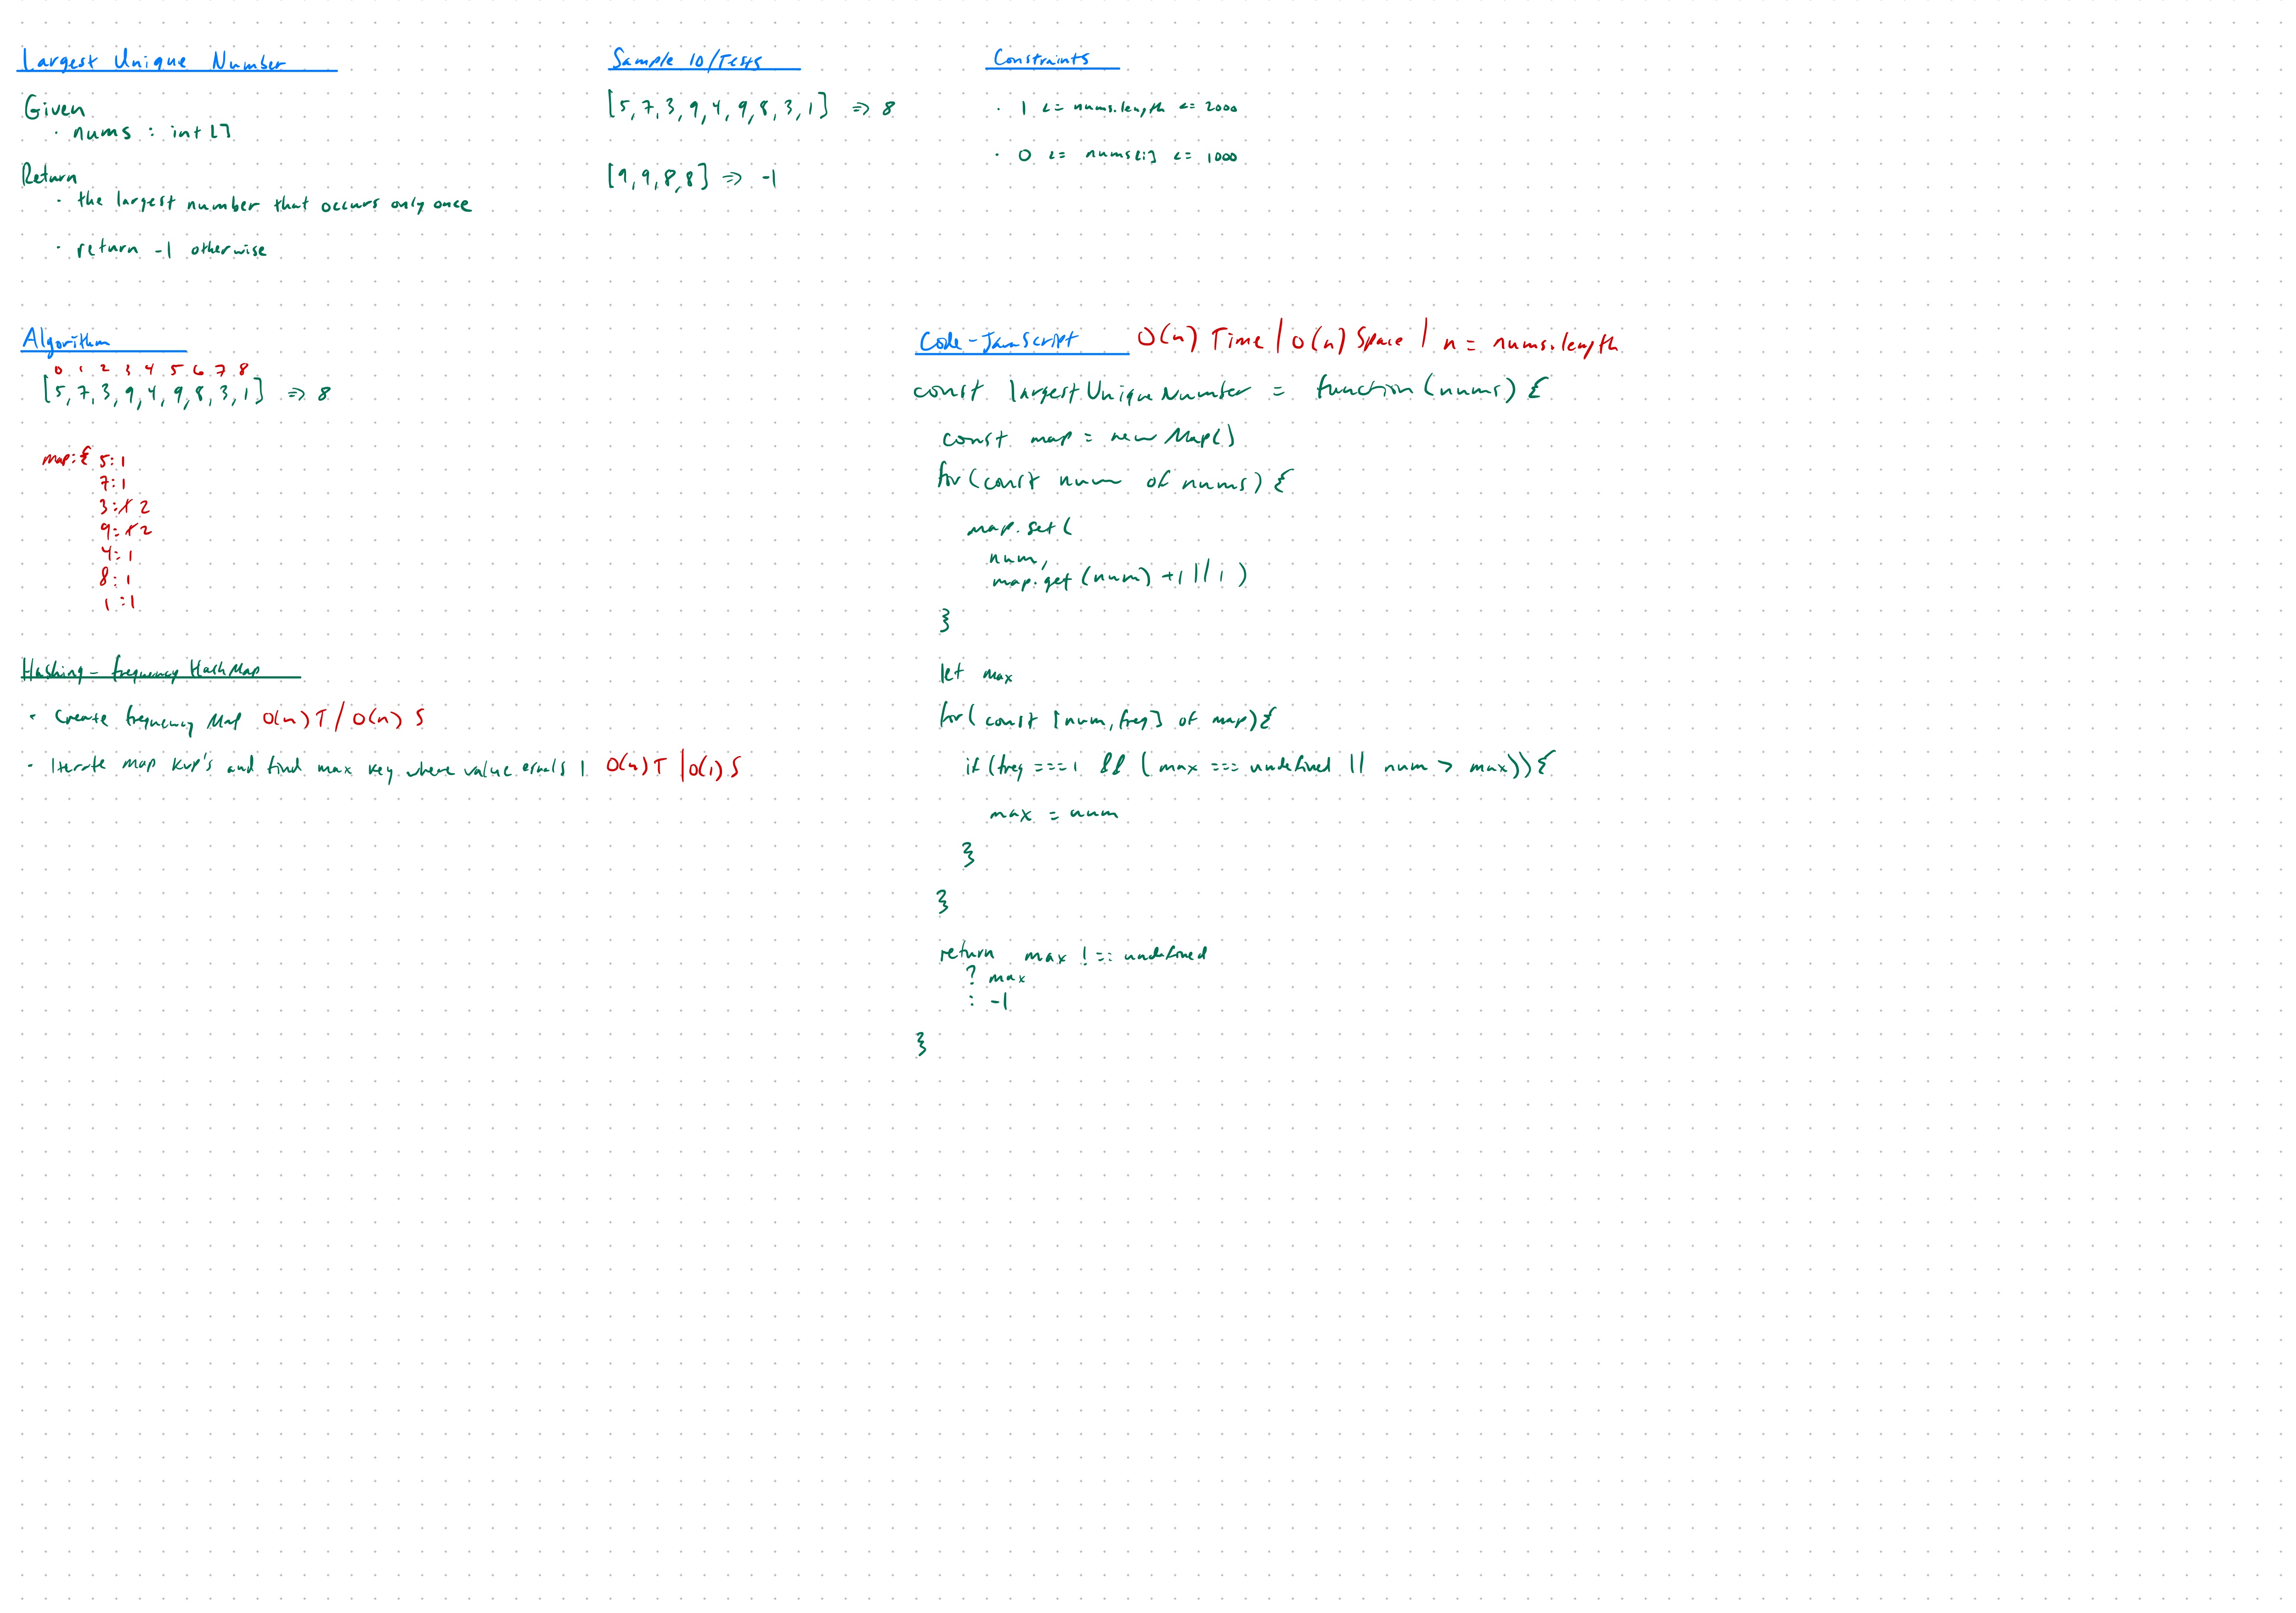 Largest Unique Number
Given
· nums : int[]
Return
· the largest number that occurs only once
· return -1 otherwise
Sample IO/Tests
[5, 7, 3, 9, 4, 9, 8, 3, 1] => 8
[9, 9, 8, 8] => -1
Constraints
· 1 <= nums.length <= 2000
· 0 <= nums[i] <= 1000
Algorithm
0 1 2 3 4 5 6 7 8
[5, 7, 3, 9, 4, 9, 8, 3, 1] => 8
map:{ 5:1
7:1
3:1 2
9:1 2
4:1
8:1
1:1
Hashing - frequency HashMap
· Create frequency Map O(n) T / O(n) S
· Iterate map kvp's and find max key where value equals 1 O(n) T | O(1) S
Code - JavaScript O(n) Time | O(n) Space | n = nums.length
const largestUniqueNumber = function(nums) {
const map = new Map()
for(const num of nums) {
map.set(
num,
map.get(num) +1 || 1 )
}
let max
for( const [num, freq] of map){
if (freq === 1 && ( max === undefined || num > max)){
max = num
}
}
return max !== undefined
? max
: -1
}